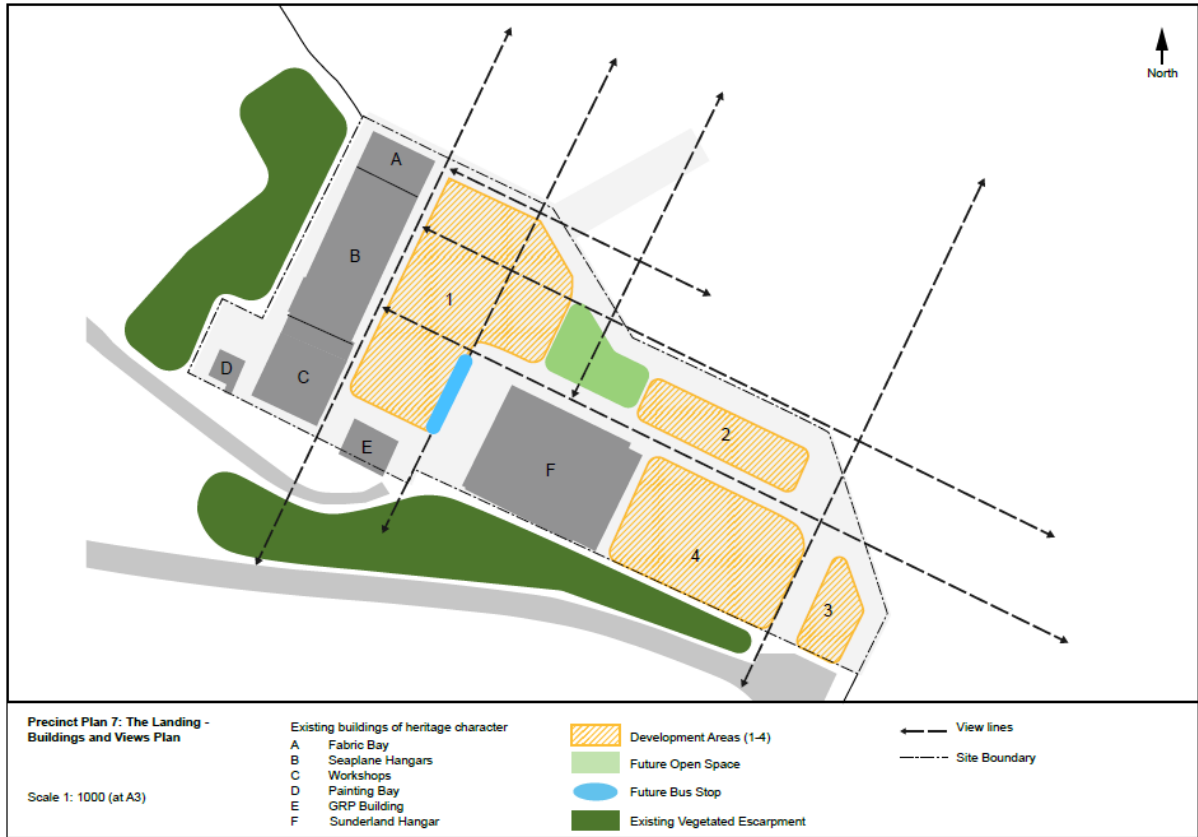 North
A
B
1
C
D
E
F
2
4
3
Precinct Plan 7: The Landing -
Buildings and Views Plan
Scale 1: 1000 (at A3)
Existing buildings of heritage character
A Fabric Bay
B Seaplane Hangars
C Workshops
D Painting Bay
E GRP Building
F Sunderland Hangar
Development Areas (1-4)
Future Open Space
Future Bus Stop
Existing Vegetated Escarpment
View lines
Site Boundary